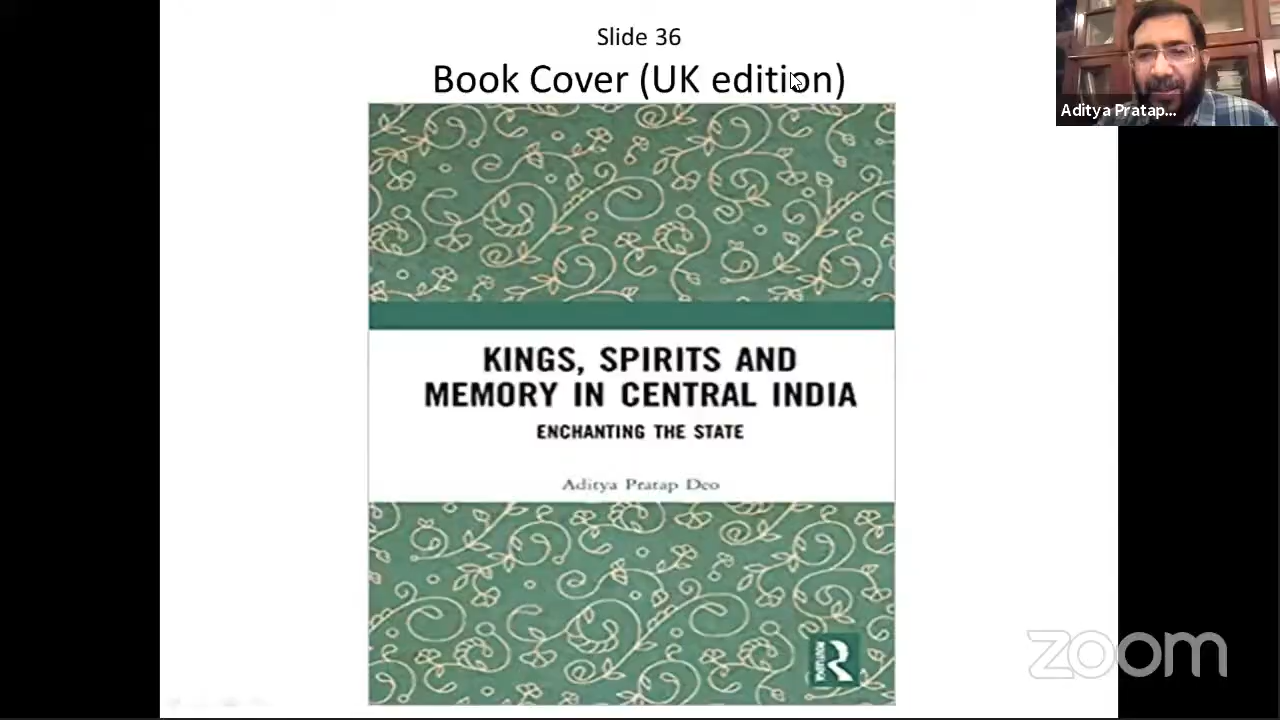 Slide 36
Book Cover (UK edition)
Aditya Pratap...
KINGS, SPIRITS AND
MEMORY IN CENTRAL INDIA
ENCHANTING THE STATE
Aditya Pratap Deo
R
ROUTLEDGE
zoom